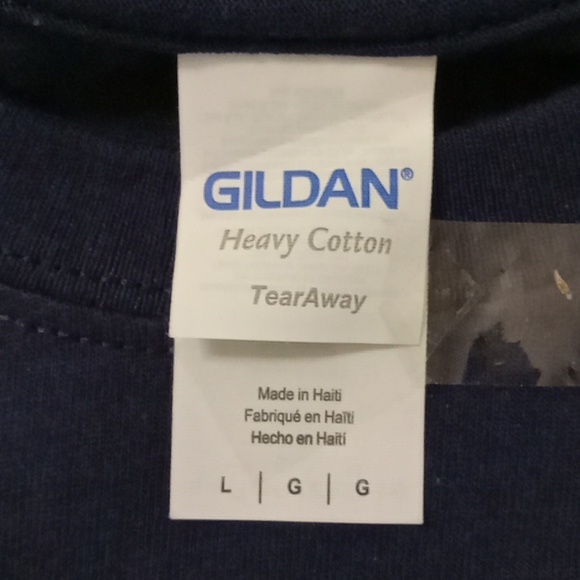 GILDAN®
Heavy Cotton
TearAway
Made in Haiti
Fabriqué en Haïti
Hecho en Haití
L | G | G